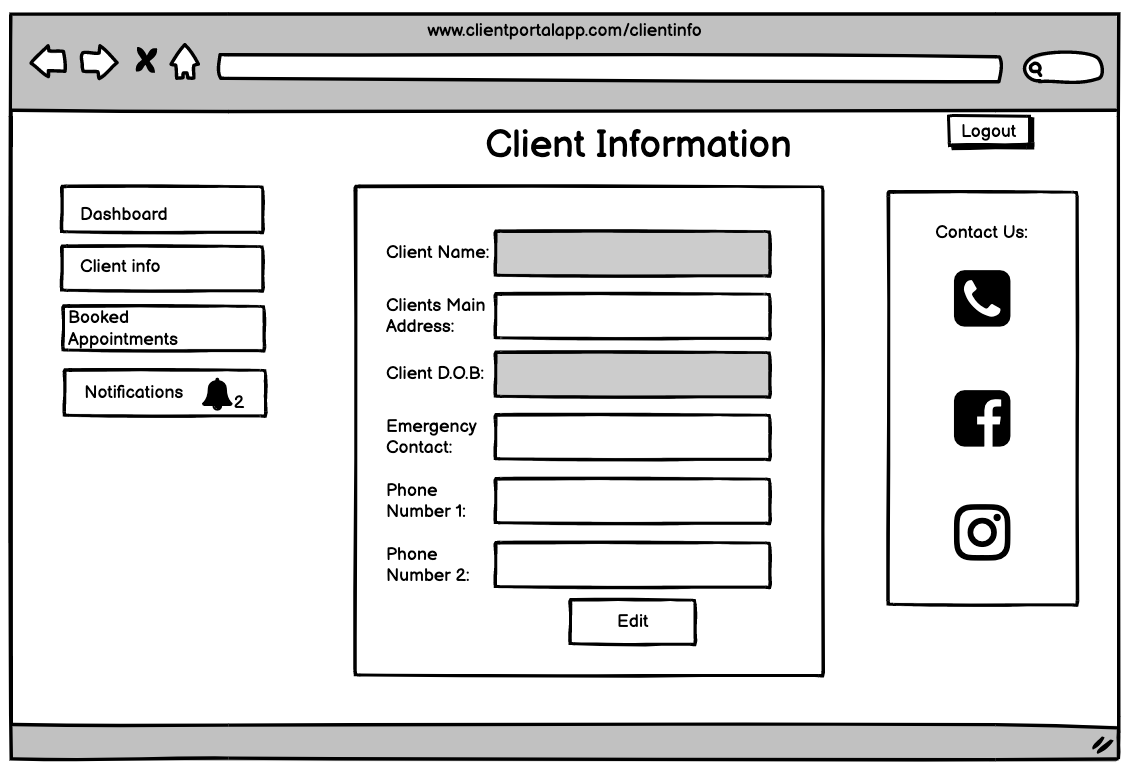 www.clientportalapp.com/clientinfo
Client Information
Logout
Dashboard
Client info
Booked
Appointments
Notifications 2
Client Name:
Clients Main
Address:
Client D.O.B:
Emergency
Contact:
Phone
Number 1:
Phone
Number 2:
Edit
Contact Us: